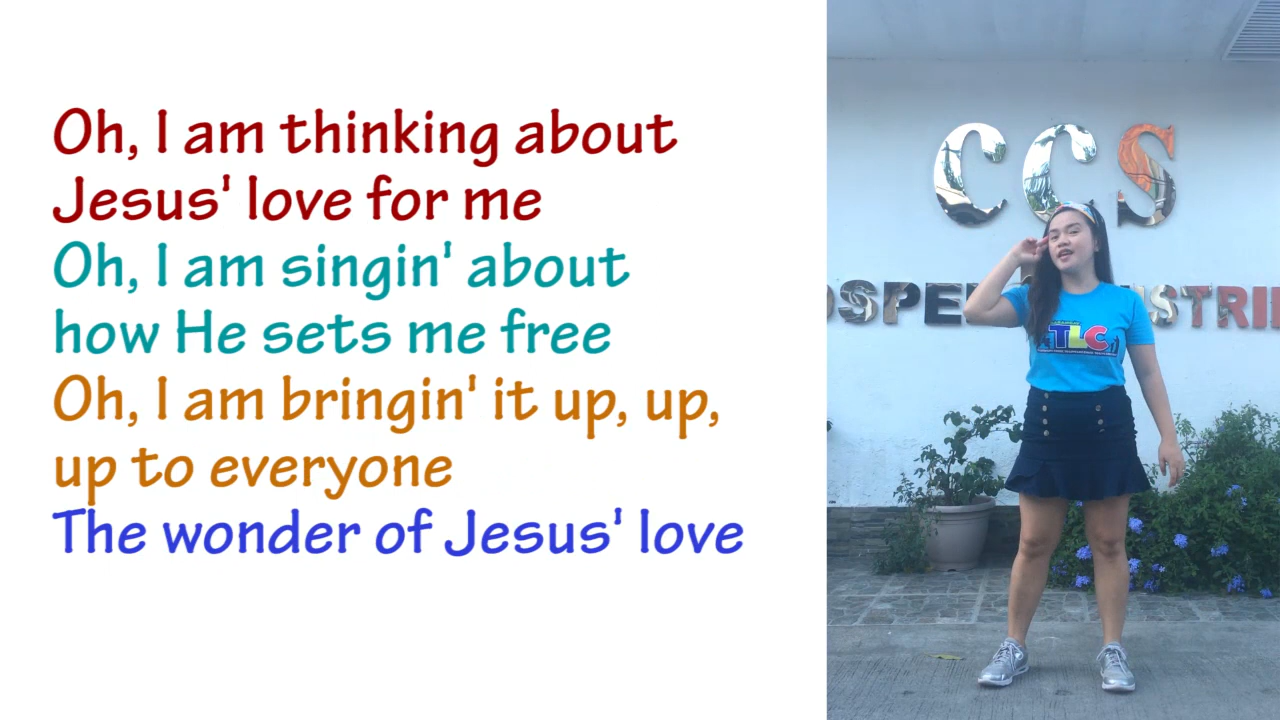 Oh, I am thinking about
Jesus' love for me
Oh, I am singin' about
how He sets me free
Oh, I am bringin' it up, up,
up to everyone
The wonder of Jesus' love
CCS
TLC